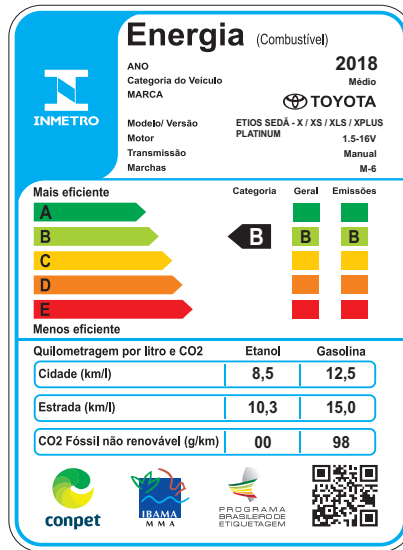 Energia (Combustível)
ANO 2018
Categoria do Veículo Médio
MARCA TOYOTA
INMETRO
Modelo/ Versão ETIOS SEDÃ - X / XS / XLS / XPLUS
PLATINUM
Motor 1.5-16V
Transmissão Manual
Marchas M-6
Mais eficiente Categoria Geral Emissões
A
B B B B
C
D
E
Menos eficiente
Quilometragem por litro e CO2 Etanol Gasolina
Cidade (km/l) 8,5 12,5
Estrada (km/l) 10,3 15,0
CO2 Fóssil não renovável (g/km) 00 98
conpet
IBAMA
M M A
PROGRAMA
BRASILEIRO DE
ETIQUETAGEM